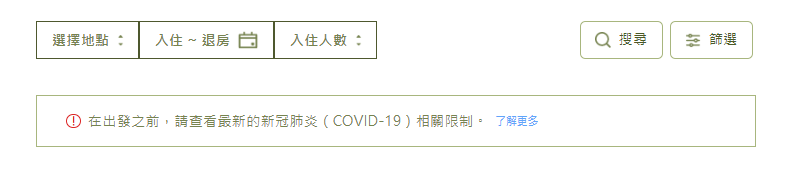 選擇地點 入住 ~ 退房 入住人數 搜尋 篩選
在出發之前，請查看最新的新冠肺炎（COVID-19）相關限制。 了解更多